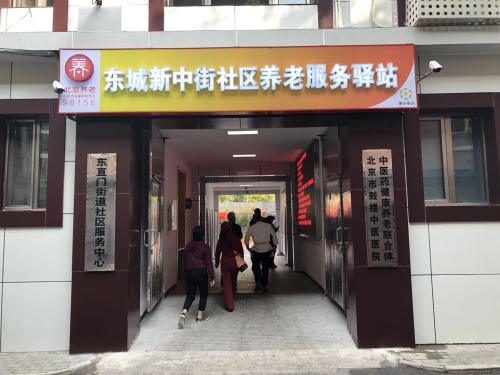 养
北京养老
96156
东城新中街社区养老服务驿站
东直门街道社区服务中心
中医药健康养老联合体
北京市鼓楼中医医院